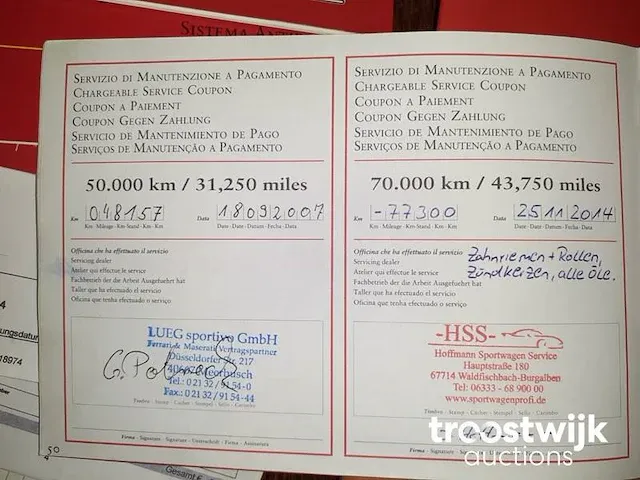 SISTEMA
SERVIZIO DI MANUTENZIONE A PAGAMENTO
CHARGEABLE SERVICE COUPON
COUPON A PAIEMENT
COUPON GEGEN ZAHLUNG
SERVICIO DE MANTENIMIENTO DE PAGO
SERVIÇOS DE MANUTENÇÃO A PAGAMENTO
50.000 km / 31,250 miles
Km 048157 Data 18092007
Km - Mileage - Km-Stand - Km - Km Date - Date - Datum - Fecha - Data
Officina che ha effettuato il servizio
Servicing dealer
Atelier qui effectue le service
Fachbetrieb der die Arbeit Ausgefuehrt hat
Taller que ha efectuado el servicio
Oficina que tenha efectuado o serviço
LUEG sportivo GmbH
Ferrari & Maserati Vertragspartner
Düsseldorfer Str. 217
Tel.: 0 21 32 / 91 54-0
Fax.: 0 21 32 / 91 54-44
Timbro - Stamp - Cachet - Stempel - Sello - Carimbo
Firma - Signature - Signature - Unterschrift - Firma - Assinatura
50
SERVIZIO DI MANUTENZIONE A PAGAMENTO
CHARGEABLE SERVICE COUPON
COUPON A PAIEMENT
COUPON GEGEN ZAHLUNG
SERVICIO DE MANTENIMIENTO DE PAGO
SERVIÇOS DE MANUTENÇÃO A PAGAMENTO
70.000 km / 43,750 miles
Km -77300 Data 25112014
Km - Mileage - Km-Stand - Km - Km Date - Date - Datum - Fecha - Data
Officina che ha effettuato il servizio
Servicing dealer
Atelier qui effectue le service
Fachbetrieb der die Arbeit Ausgefuehrt hat
Taller que ha efectuado el servicio
Oficina que tenha efectuado o serviço
Zahnriemen + Rollen,
Zündkerzen, alle Öle.
-HSS-
Hoffmann Sportwagen Service
Hauptstraße 180
67714 Waldfischbach-Burgalben
Tel: 06333 - 68 900 00
www.sportwagenprofi.de
Timbro - Stamp - Cachet - Stempel - Sello - Carimbo
Firma - Signature
18974
troostwijk
auctions